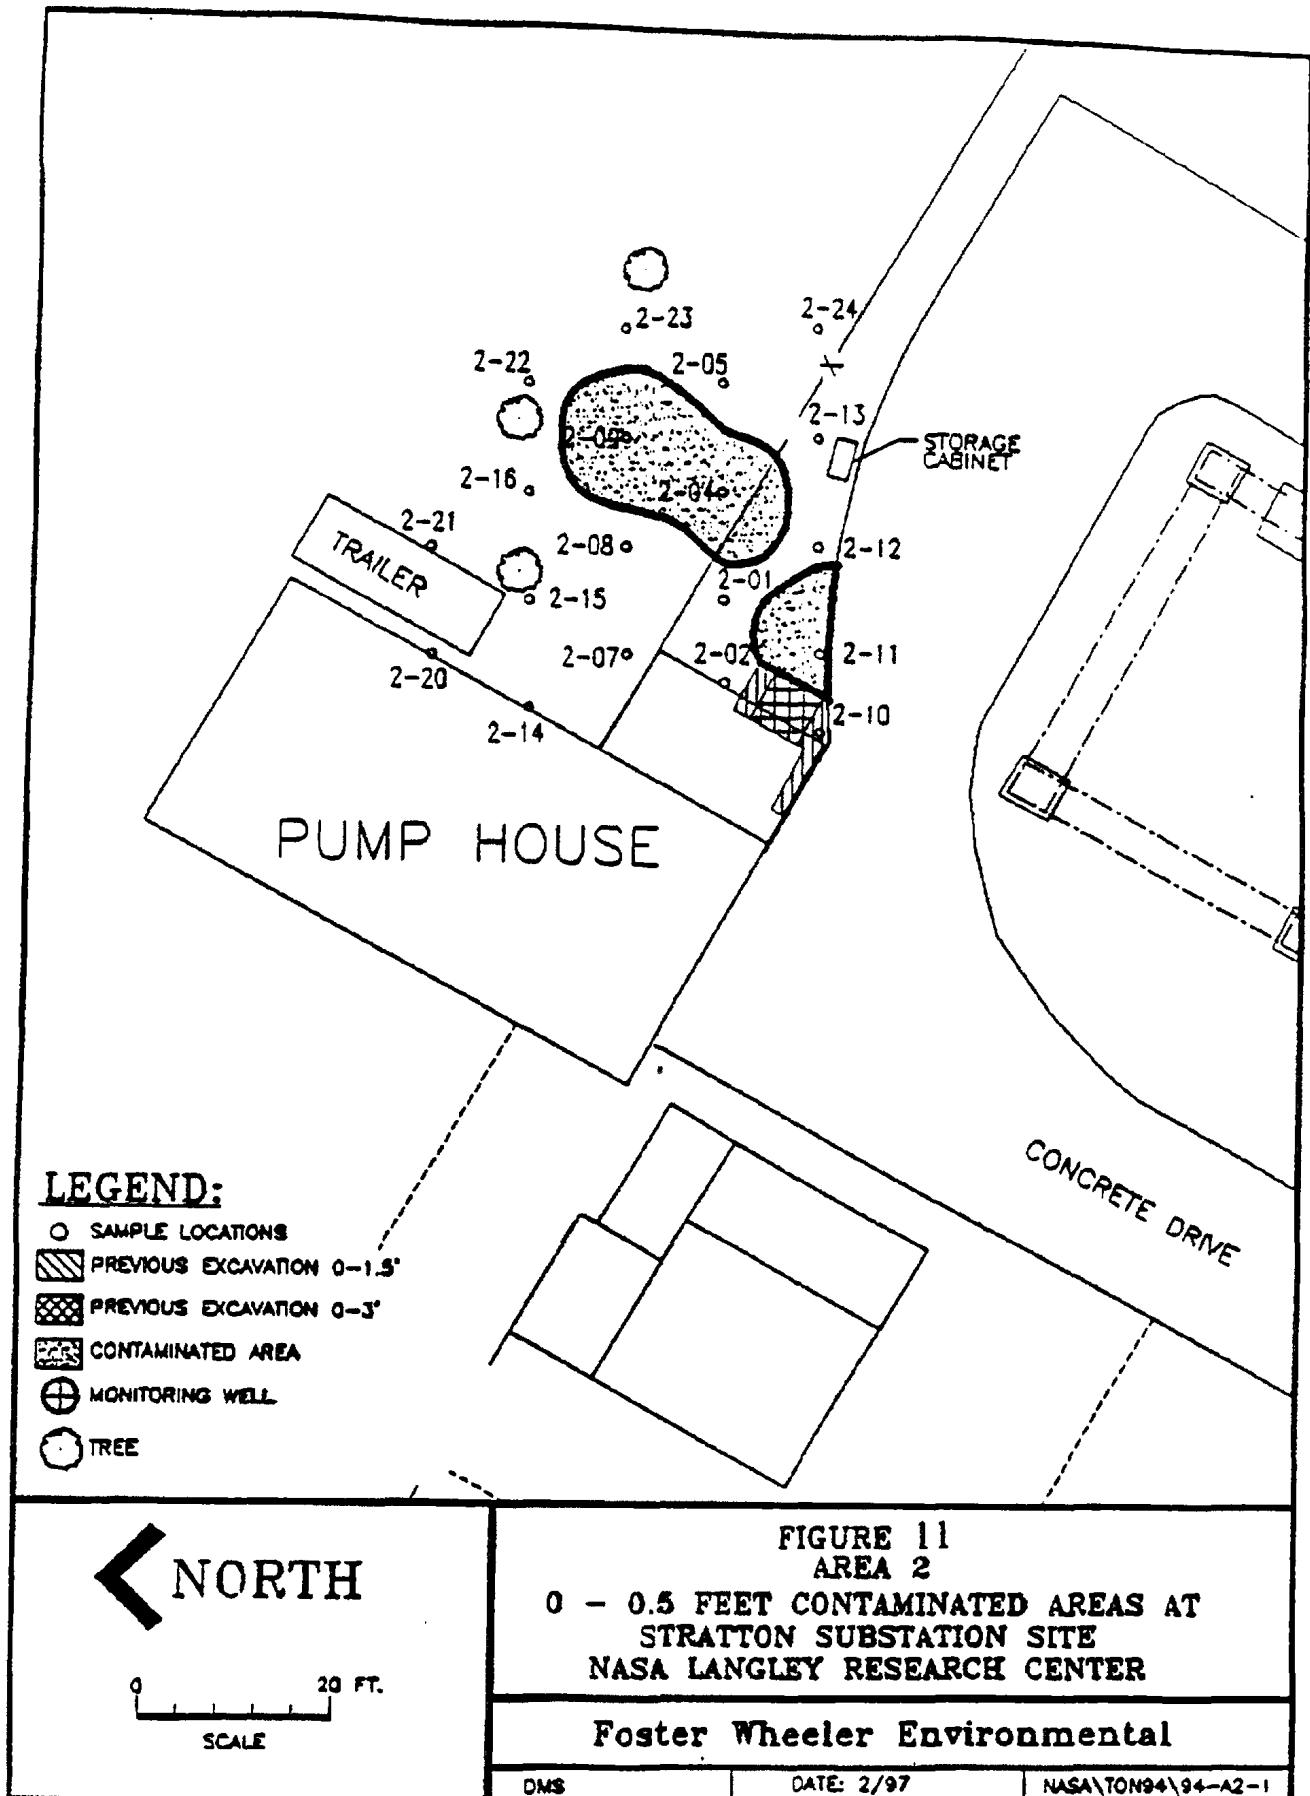 2-23
2-24
2-22
2-05
2-13
STORAGE
CABINET
2-09
2-16
2-04
2-21
2-08
2-12
TRAILER
2-01
2-15
2-07
2-02
2-11
2-20
2-10
2-14
PUMP HOUSE
CONCRETE DRIVE
LEGEND:
SAMPLE LOCATIONS
PREVIOUS EXCAVATION 0-1.5'
PREVIOUS EXCAVATION 0-3'
CONTAMINATED AREA
MONITORING WELL
TREE
NORTH
0 20 FT.
SCALE
FIGURE 11
AREA 2
0 - 0.5 FEET CONTAMINATED AREAS AT
STRATTON SUBSTATION SITE
NASA LANGLEY RESEARCH CENTER
Foster Wheeler Environmental
DMS
DATE: 2/97
NASA\TON94\94-A2-1